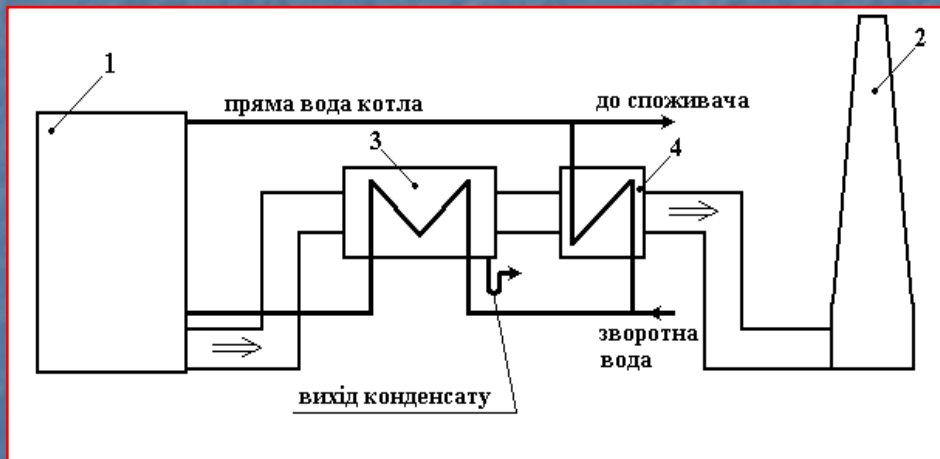 1
2
пряма вода котла
до споживача
3
4
зворотна
вода
вихід конденсату